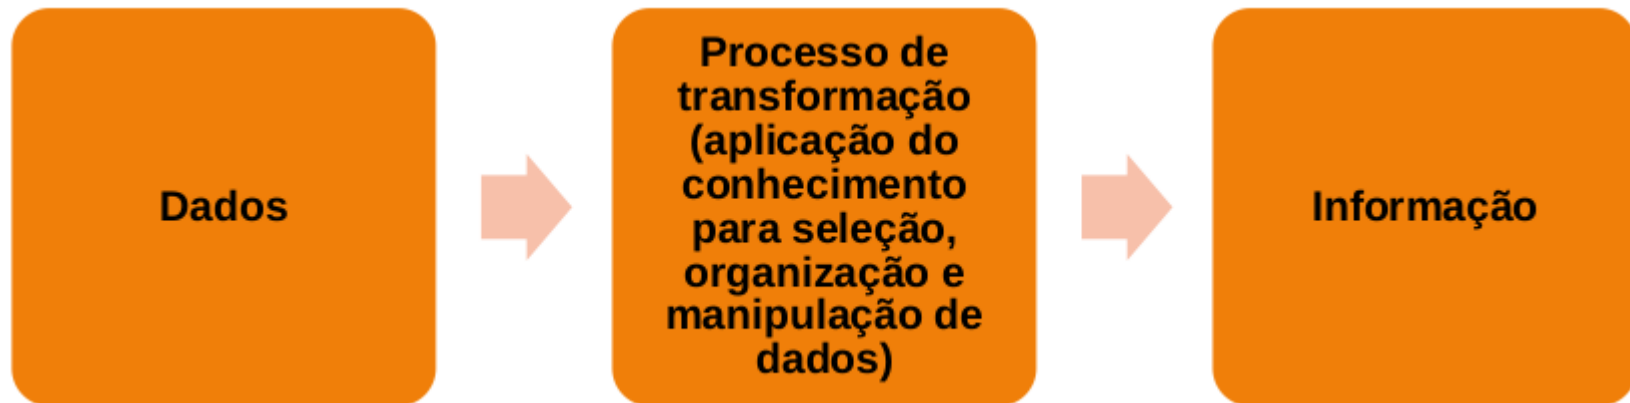 Dados
Processo de
transformação
(aplicação do
conhecimento
para seleção,
organização e
manipulação de
dados)
Informação